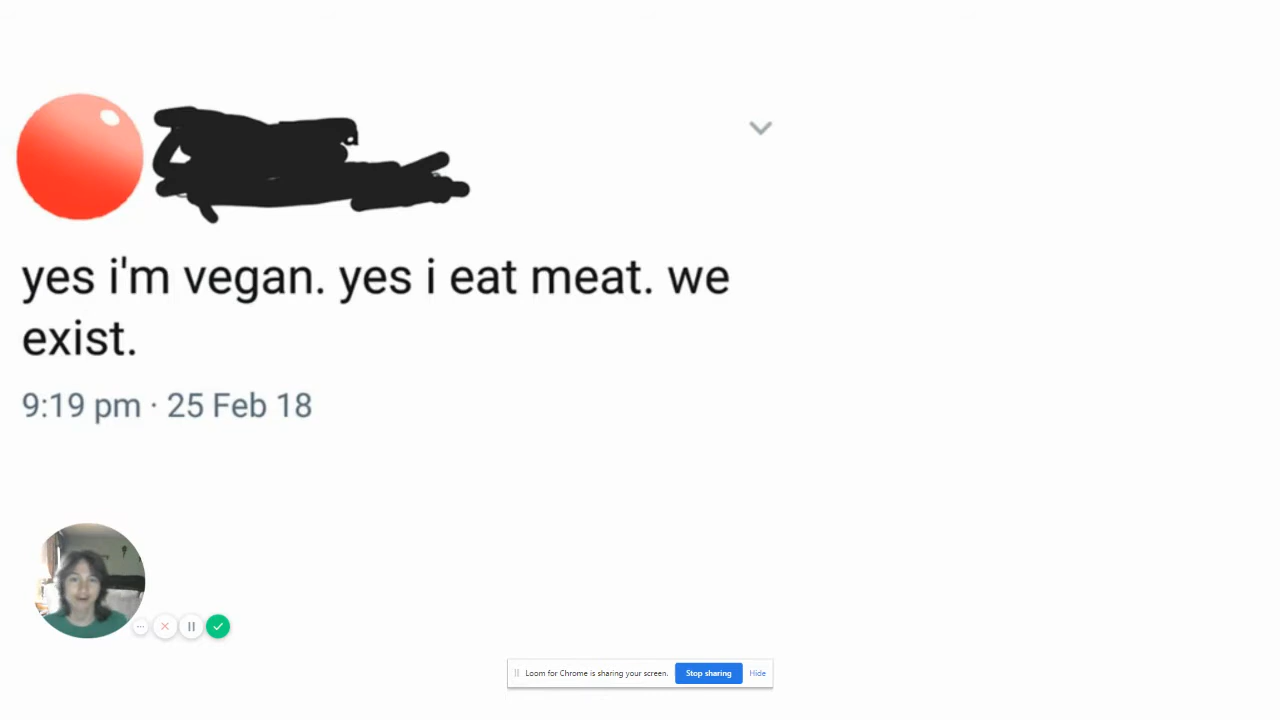 yes i'm vegan. yes i eat meat. we
exist.
9:19 pm · 25 Feb 18
Loom for Chrome is sharing your screen.
Stop sharing
Hide